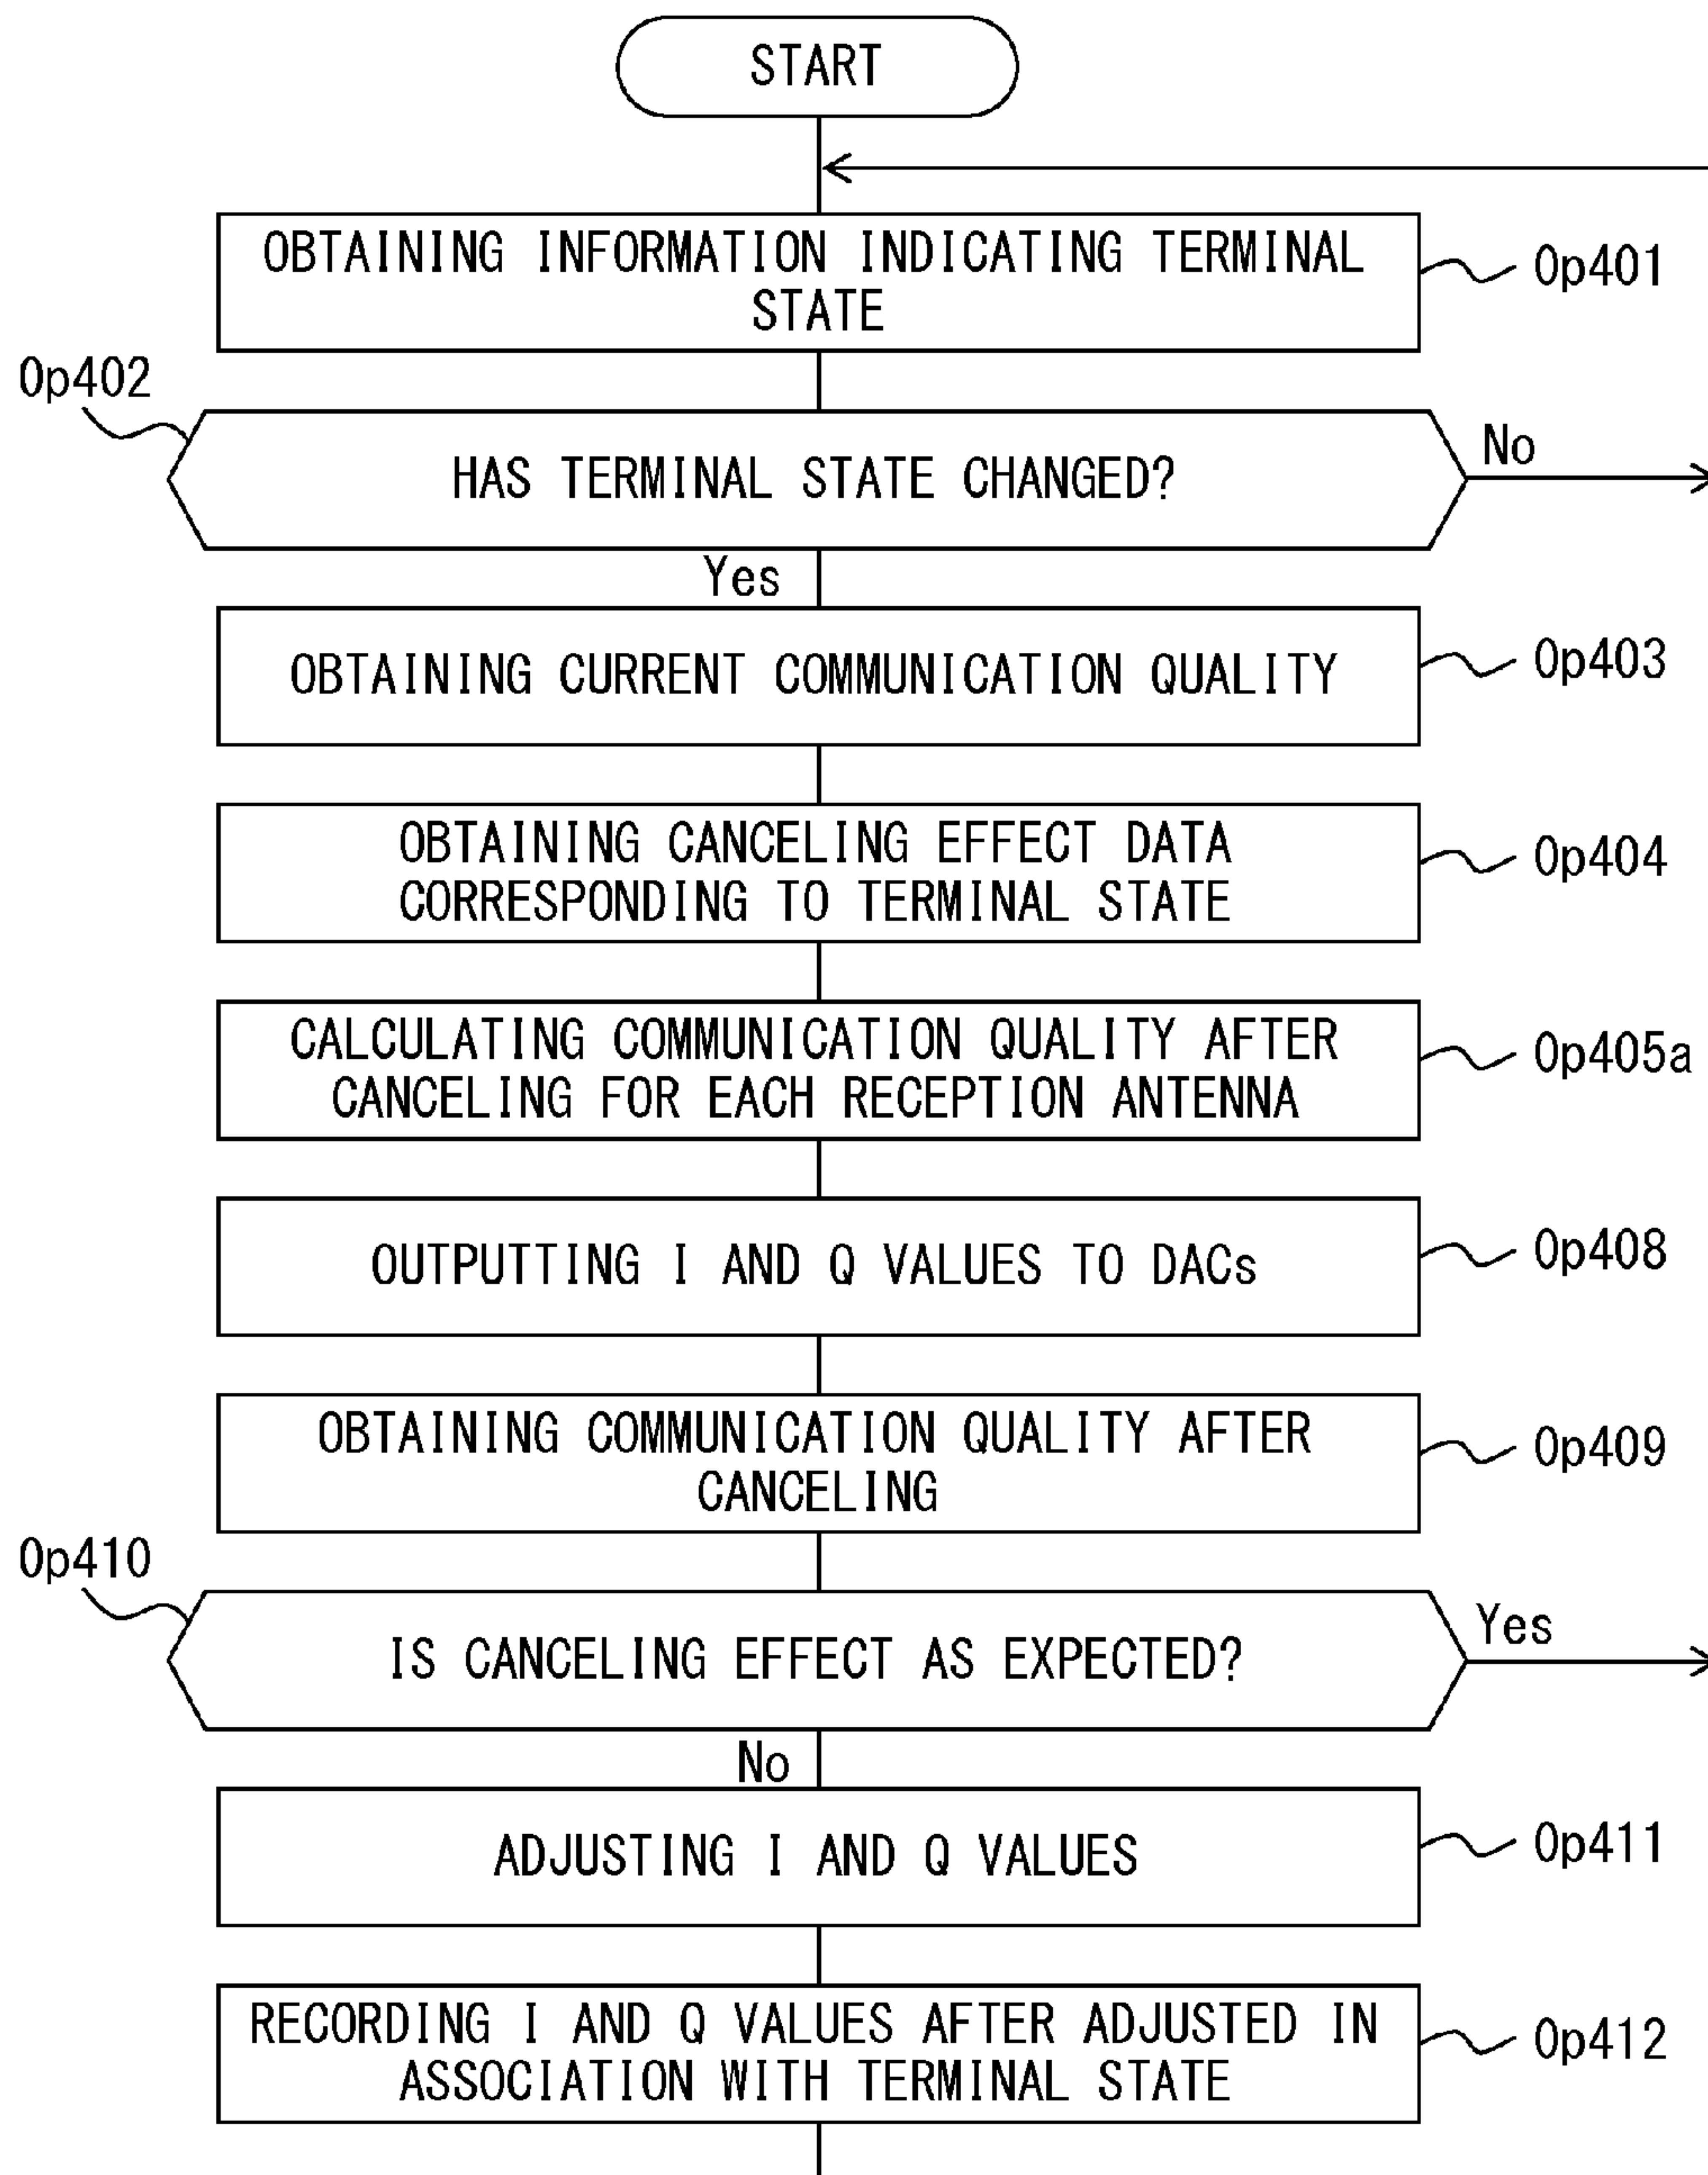 START
OBTAINING INFORMATION INDICATING TERMINAL
STATE
Op401
Op402
HAS TERMINAL STATE CHANGED?
No
Yes
OBTAINING CURRENT COMMUNICATION QUALITY
Op403
OBTAINING CANCELING EFFECT DATA
CORRESPONDING TO TERMINAL STATE
Op404
CALCULATING COMMUNICATION QUALITY AFTER
CANCELING FOR EACH RECEPTION ANTENNA
Op405a
OUTPUTTING I AND Q VALUES TO DACs
Op408
OBTAINING COMMUNICATION QUALITY AFTER
CANCELING
Op409
Op410
IS CANCELING EFFECT AS EXPECTED?
Yes
No
ADJUSTING I AND Q VALUES
Op411
RECORDING I AND Q VALUES AFTER ADJUSTED IN
ASSOCIATION WITH TERMINAL STATE
Op412